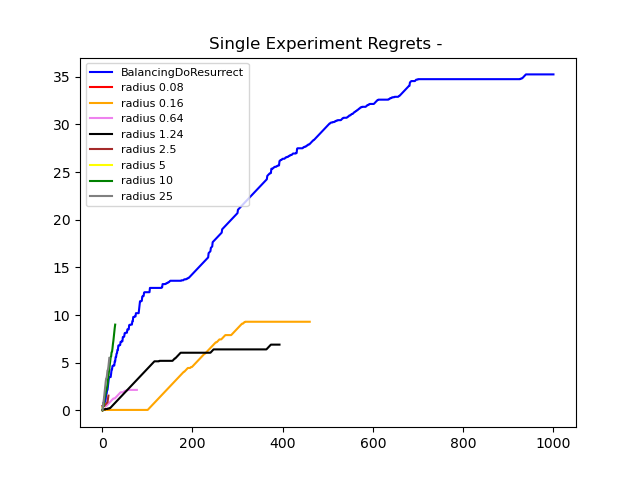 Single Experiment Regrets -
BalancingDoResurrect
radius 0.08
radius 0.16
radius 0.64
radius 1.24
radius 2.5
radius 5
radius 10
radius 25
35
30
25
20
15
10
5
0
0 200 400 600 800 1000